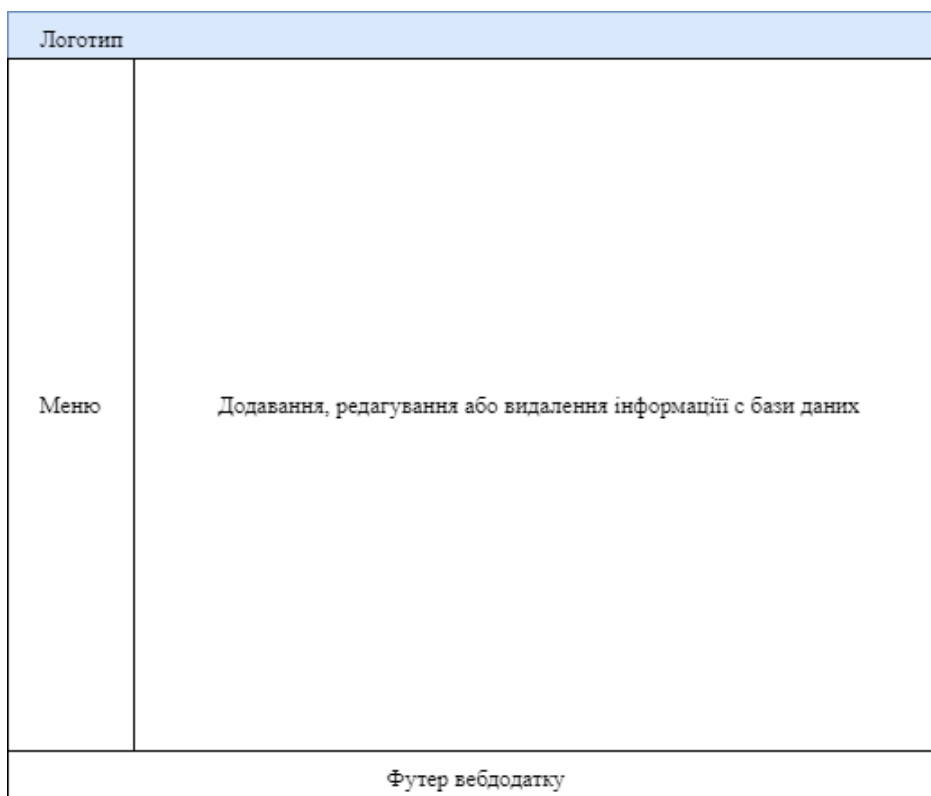 Логотип
Меню
Додавання, редагування або видалення інформаціїї с бази даних
Футер вебдодатку